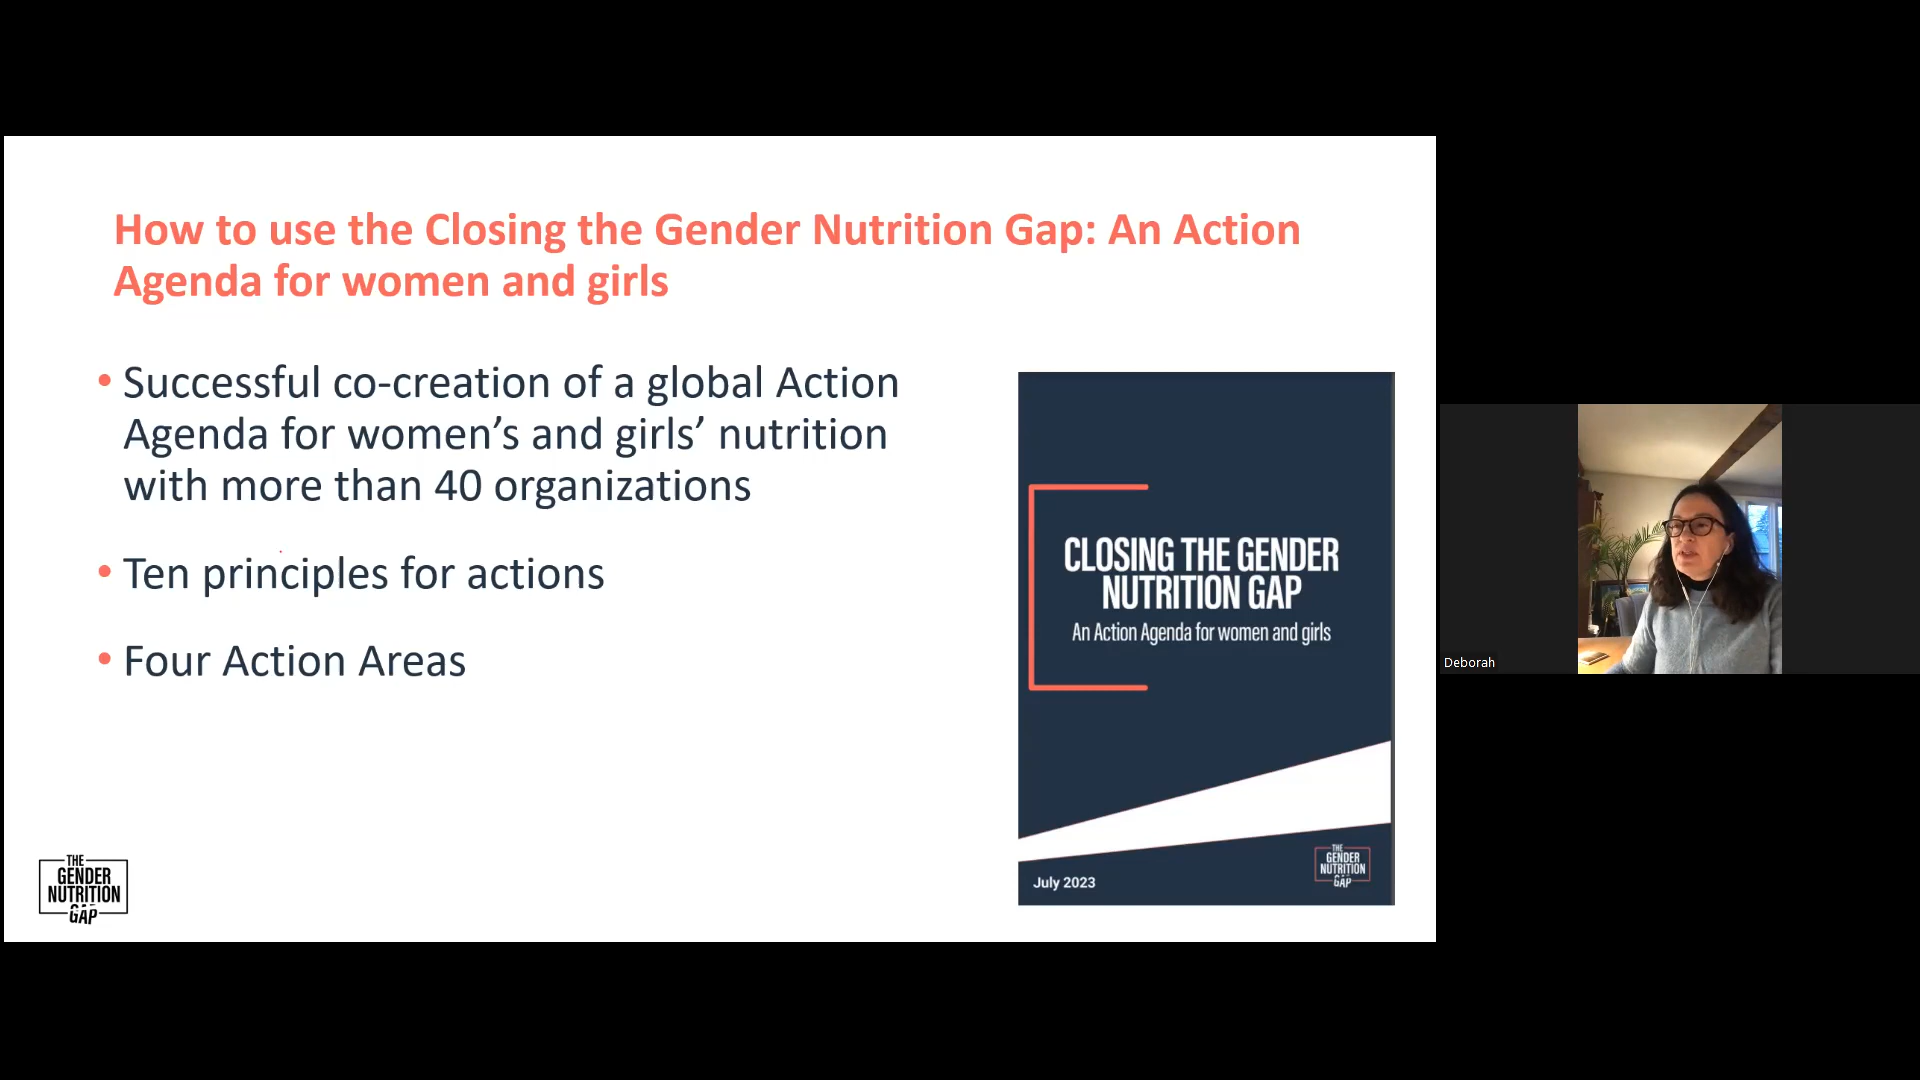 How to use the Closing the Gender Nutrition Gap: An Action
Agenda for women and girls
• Successful co-creation of a global Action
Agenda for women’s and girls’ nutrition
with more than 40 organizations
• Ten principles for actions
• Four Action Areas
CLOSING THE GENDER
NUTRITION GAP
An Action Agenda for women and girls
July 2023
THE
GENDER
NUTRITION
GAP
THE
GENDER
NUTRITION
GAP
Deborah